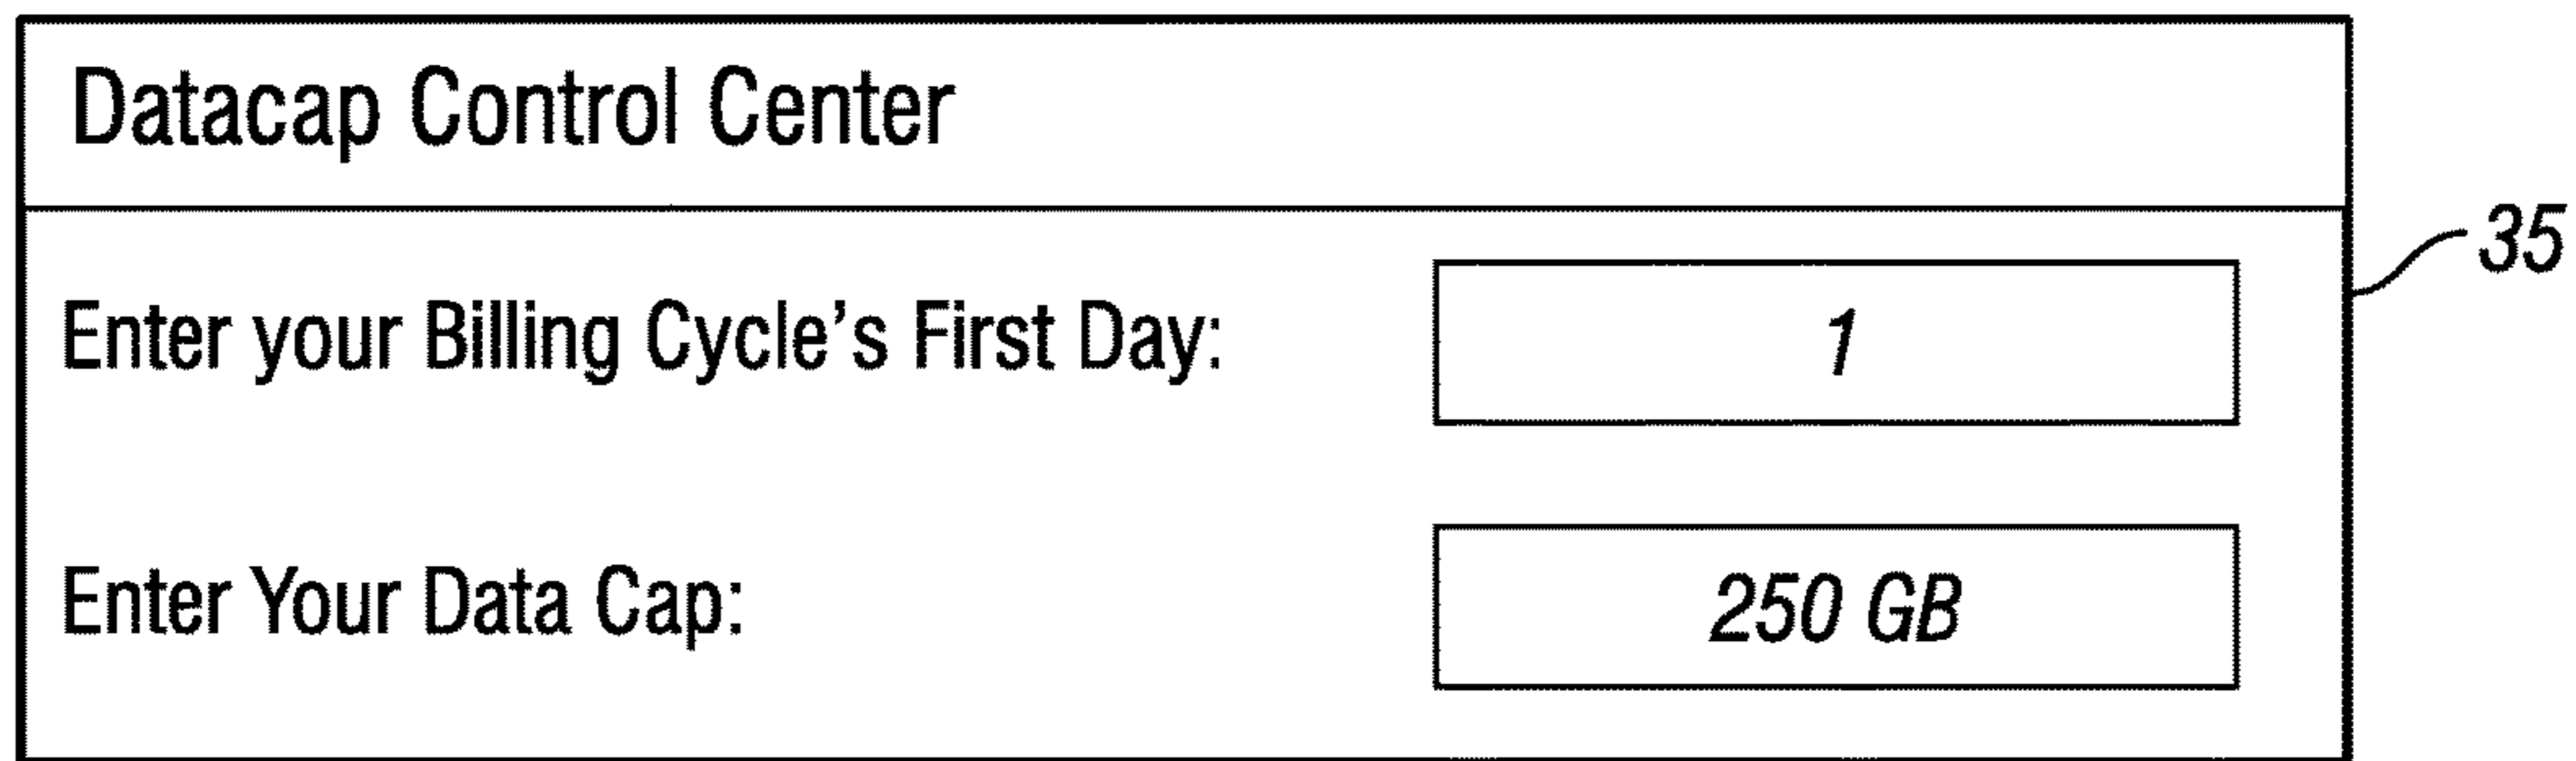 Datacap Control Center
35
Enter your Billing Cycle’s First Day: 1
Enter Your Data Cap: 250 GB